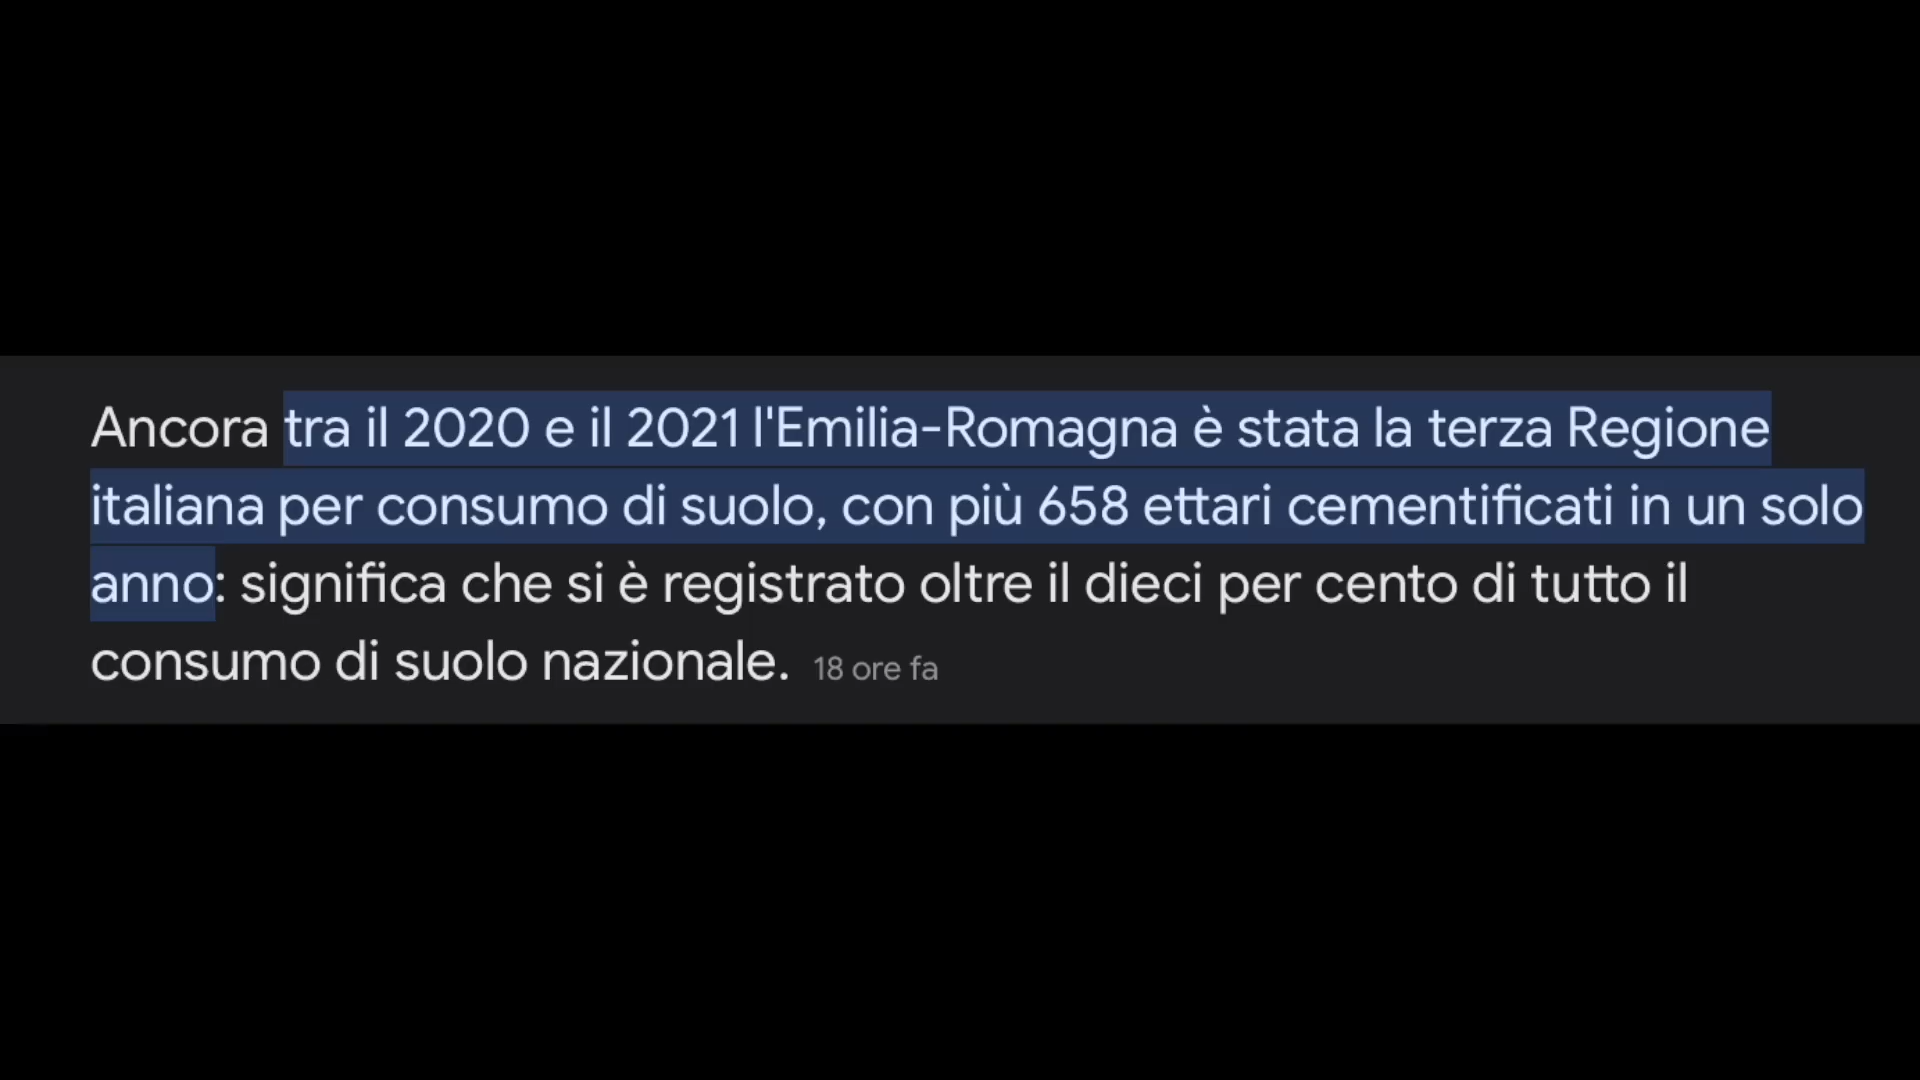 Ancora tra il 2020 e il 2021 l'Emilia-Romagna è stata la terza Regione
italiana per consumo di suolo, con più 658 ettari cementificati in un solo
anno: significa che si è registrato oltre il dieci per cento di tutto il
consumo di suolo nazionale. 18 ore fa